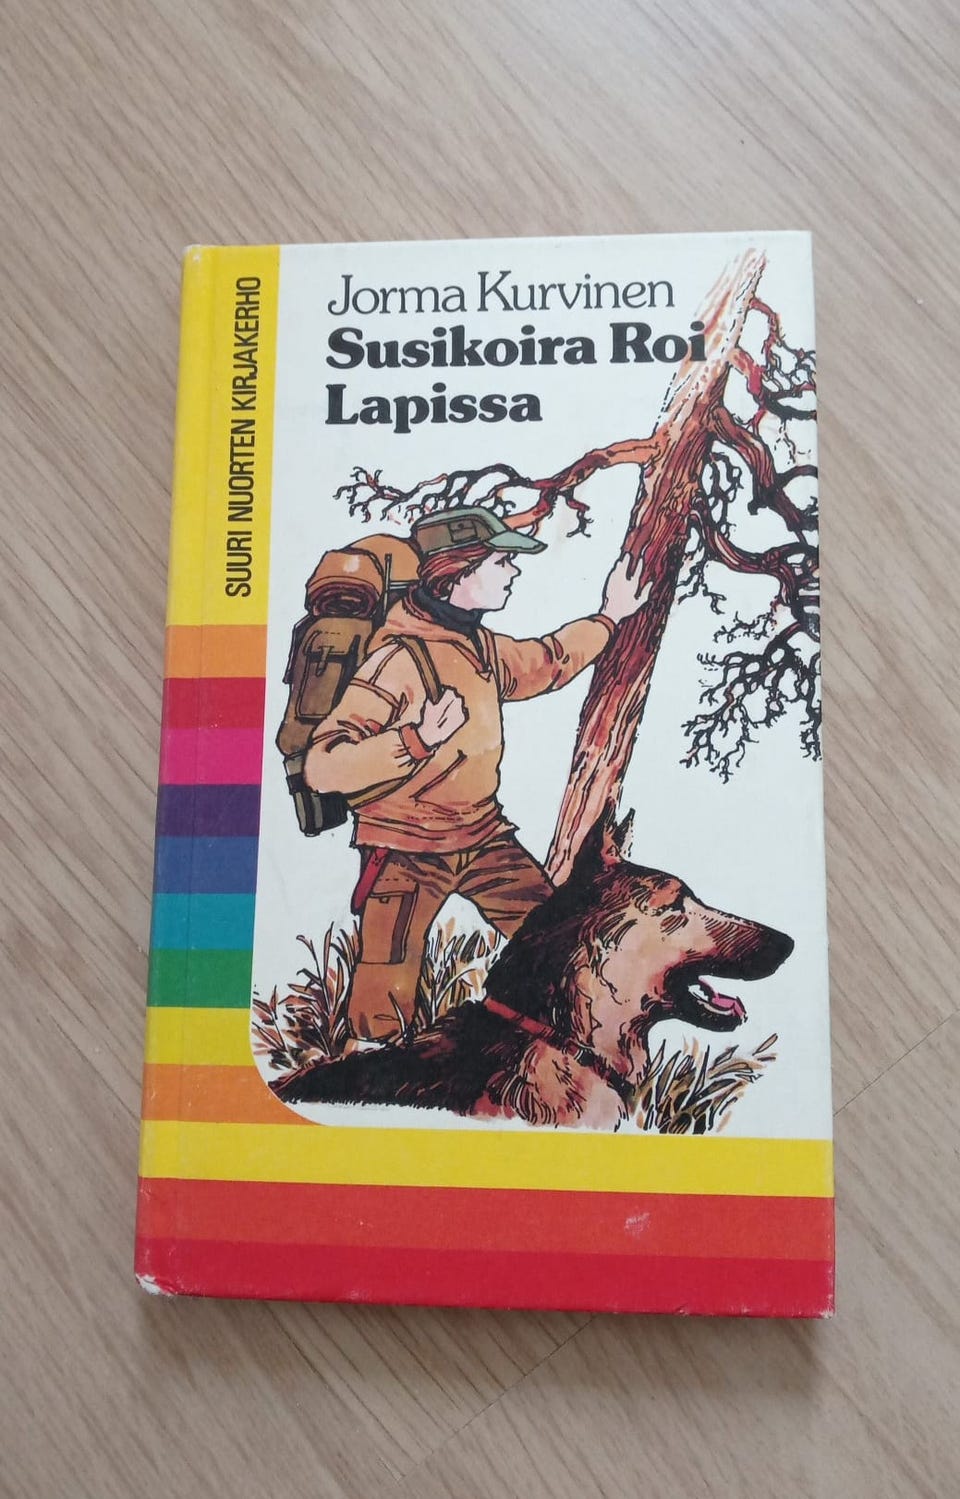 Jorma Kurvinen
Susikoira Roi
Lapissa
SUURI NUORTEN KIRJAKERHO